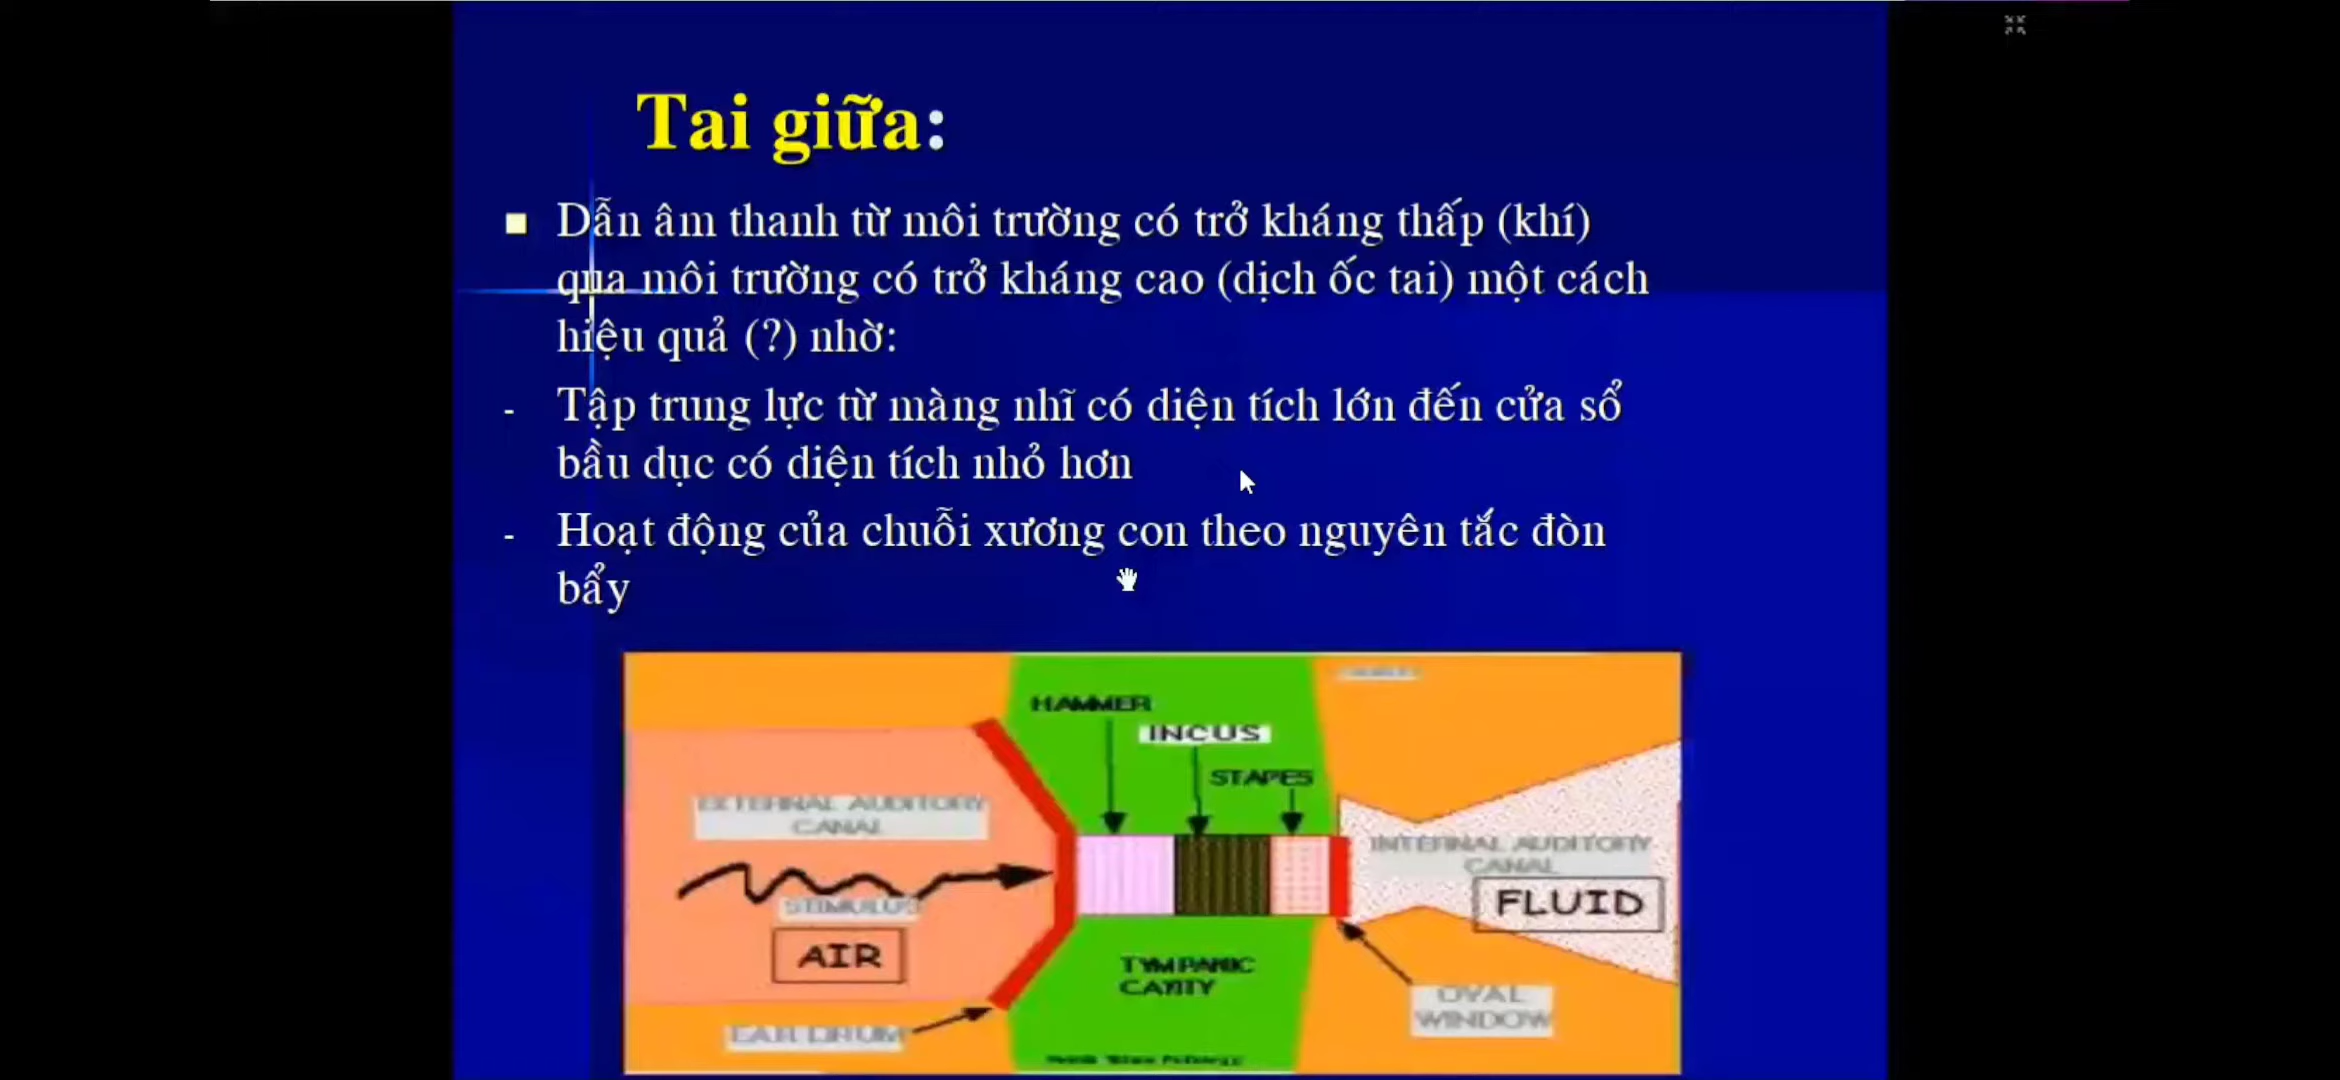 Tai giữa:
Dẫn âm thanh từ môi trường có trở kháng thấp (khí)
qua môi trường có trở kháng cao (dịch ốc tai) một cách
hiệu quả (?) nhờ:
- Tập trung lực từ màng nhĩ có diện tích lớn đến cửa sổ
bầu dục có diện tích nhỏ hơn
- Hoạt động của chuỗi xương con theo nguyên tắc đòn
bẩy
HAMMER
INCUS
STAPES
EXTERNAL AUDITORY
CANAL
INTERNAL AUDITORY
CANAL
FLUID
STIMULUS
AIR
TYMPANIC
CAVITY
OVAL
WINDOW
EAR DRUM